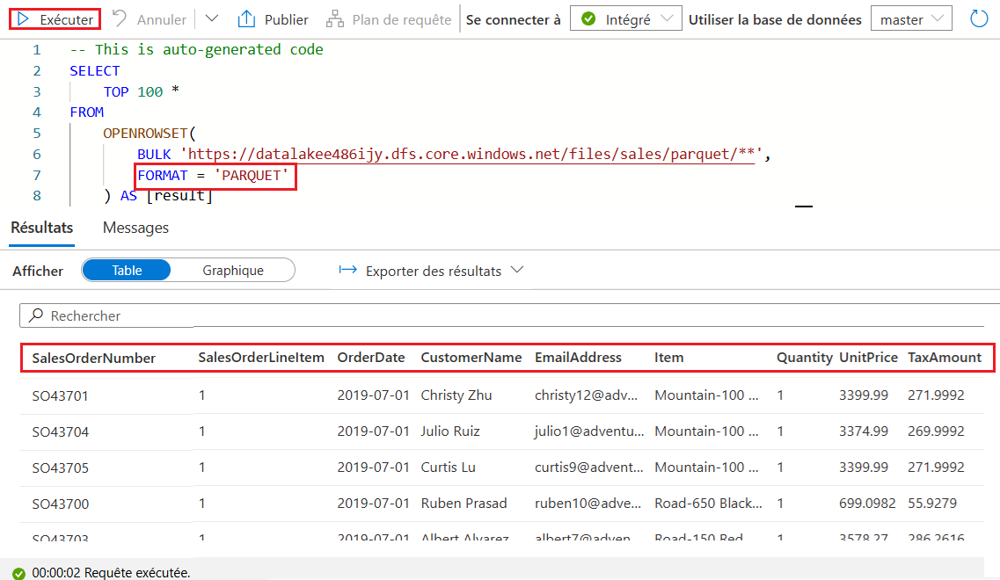 Exécuter Annuler Publier Plan de requête Se connecter à Intégré Utiliser la base de données master
1 -- This is auto-generated code
2 SELECT
3 TOP 100 *
4 FROM
5 OPENROWSET(
6 BULK 'https://datalakee486ijy.dfs.core.windows.net/files/sales/parquet/**',
7 FORMAT = 'PARQUET'
8 ) AS [result]
Résultats Messages
Afficher Table Graphique Exporter des résultats
Rechercher
SalesOrderNumber SalesOrderLineItem OrderDate CustomerName EmailAddress Item Quantity UnitPrice TaxAmount
SO43701 1 2019-07-01 Christy Zhu christy12@adv... Mountain-100 ... 1 3399.99 271.9992
SO43704 1 2019-07-01 Julio Ruiz julio1@adventu... Mountain-100 ... 1 3374.99 269.9992
SO43705 1 2019-07-01 Curtis Lu curtis9@advent... Mountain-100 ... 1 3399.99 271.9992
SO43700 1 2019-07-01 Ruben Prasad ruben10@adve... Road-650 Black... 1 699.0982 55.9279
SO43703 1 2019-07-01 Albert Alvarez albert7@adven... Road-150 Red... 1 3578.27 286.2616
00:00:02 Requête exécutée.